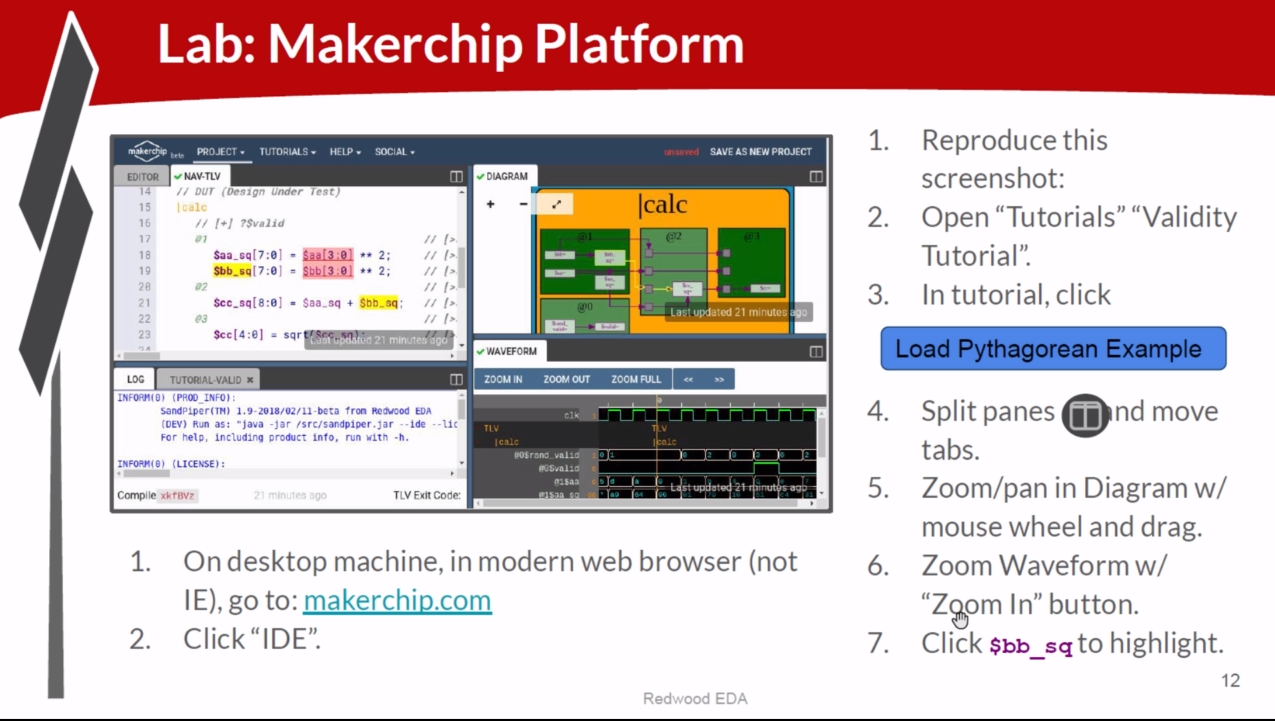 Lab: Makerchip Platform
makerchip beta PROJECT TUTORIALS HELP SOCIAL unsaved SAVE AS NEW PROJECT
EDITOR NAV-TLV
14 // DUT (Design Under Test)
15 |calc
16 // [+] ?$valid
17 @1 // [>
18 $aa_sq[7:0] = $aa[3:0] ** 2; // [>
19 $bb_sq[7:0] = $bb[3:0] ** 2; // [>
20 @2 // [>
21 $cc_sq[8:0] = $aa_sq + $bb_sq; // [>
22 @3 // [>
23 $cc[4:0] = sqrt($cc_sq); // [>
Last updated 21 minutes ago
LOG TUTORIAL-VALID
INFORM(0) (PROD_INFO):
SandPiper(TM) 1.9-2018/02/11-beta from Redwood EDA
(DEV) Run as: "java -jar /src/sandpiper.jar --ide --lic
For help, including product info, run with -h.
INFORM(0) (LICENSE):
Compile xkfBVz 21 minutes ago TLV Exit Code:
DIAGRAM
+ −
|calc
@1 @2 @3
@0
Last updated 21 minutes ago
WAVEFORM
ZOOM IN ZOOM OUT ZOOM FULL << >>
clk
TLV TLV
|calc |calc
@0$rand_valid
@0$valid
@1$aa
@1$aa_sq
Last updated 21 minutes ago
1. On desktop machine, in modern web browser (not
IE), go to: makerchip.com
2. Click “IDE”.
1. Reproduce this
screenshot:
2. Open “Tutorials” “Validity
Tutorial”.
3. In tutorial, click
Load Pythagorean Example
4. Split panes and move
tabs.
5. Zoom/pan in Diagram w/
mouse wheel and drag.
6. Zoom Waveform w/
“Zoom In” button.
7. Click $bb_sq to highlight.
12
Redwood EDA